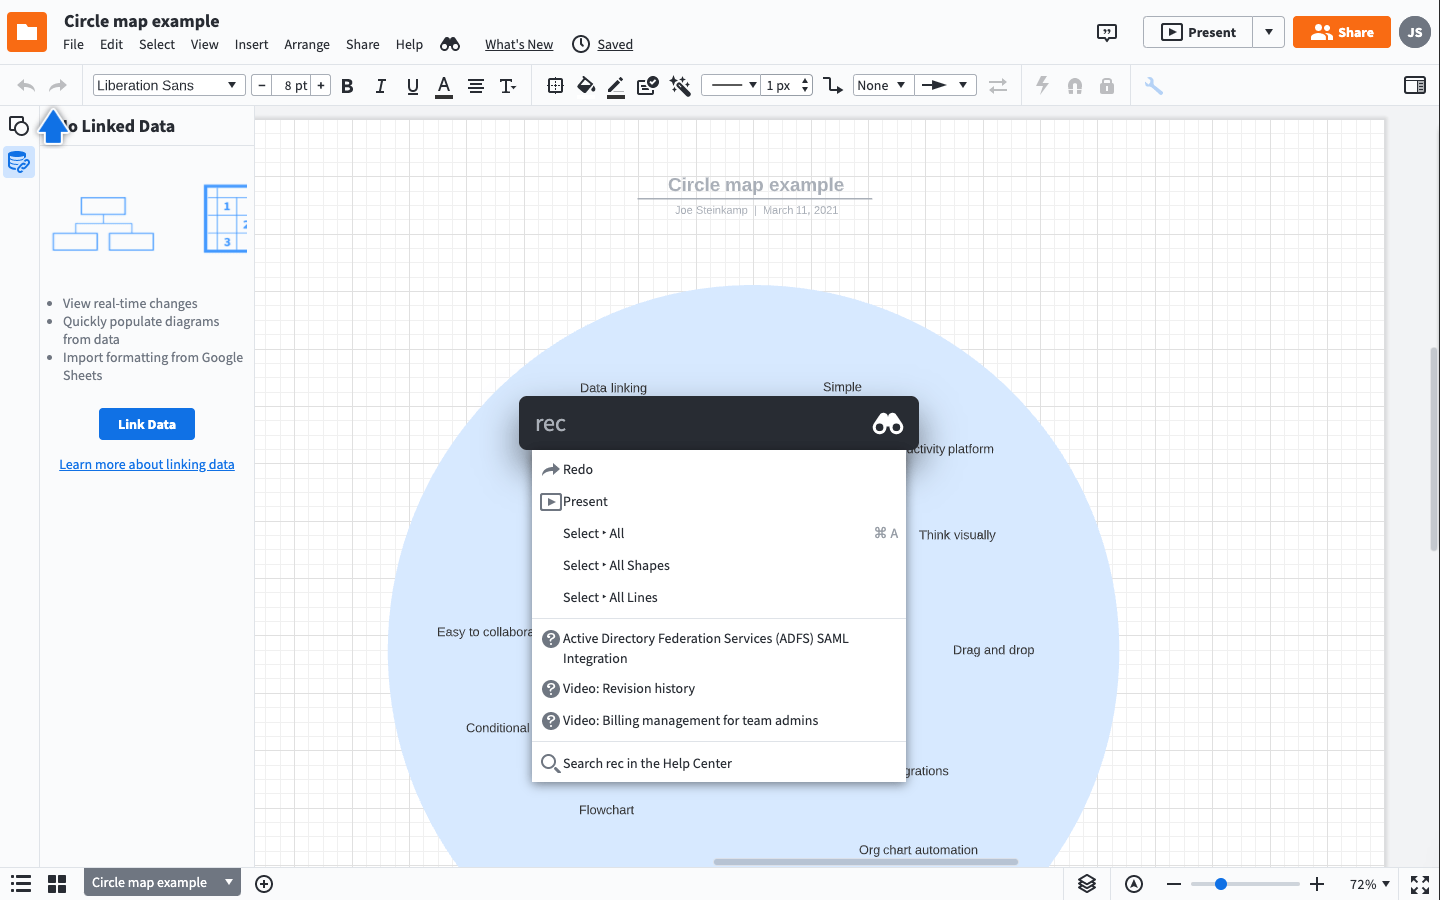 Circle map example
File Edit Select View Insert Arrange Share Help What's New Saved
Present
Share
JS
Liberation Sans
− 8 pt +
B I U A T
1 px
None
Linked Data
1
3
View real-time changes
Quickly populate diagrams
from data
Import formatting from Google
Sheets
Link Data
Learn more about linking data
Circle map example
Joe Steinkamp | March 11, 2021
Data linking
Simple
ctivity platform
Think visually
Easy to collabora
Drag and drop
Conditional
grations
Flowchart
Org chart automation
rec
Redo
Present
Select ‣ All ⌘ A
Select ‣ All Shapes
Select ‣ All Lines
Active Directory Federation Services (ADFS) SAML
Integration
Video: Revision history
Video: Billing management for team admins
Search rec in the Help Center
Circle map example
72%